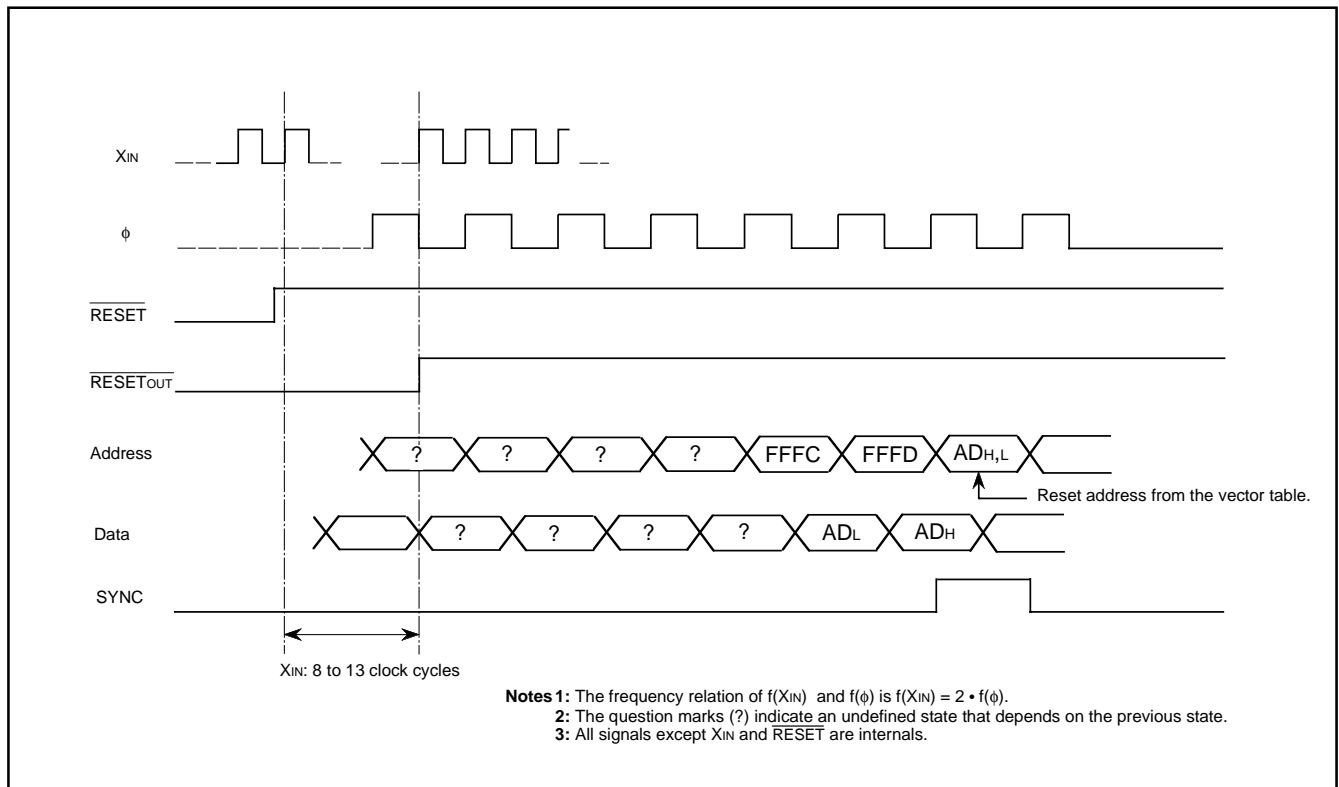 XIN
ϕ
RESET
RESETOUT
Address
? ? ? ? FFFC FFFD ADH,L
Reset address from the vector table.
Data
? ? ? ? ADL ADH
SYNC
XIN: 8 to 13 clock cycles
Notes 1: The frequency relation of f(XIN) and f(ϕ) is f(XIN) = 2 • f(ϕ).
2: The question marks (?) indicate an undefined state that depends on the previous state.
3: All signals except XIN and RESET are internals.